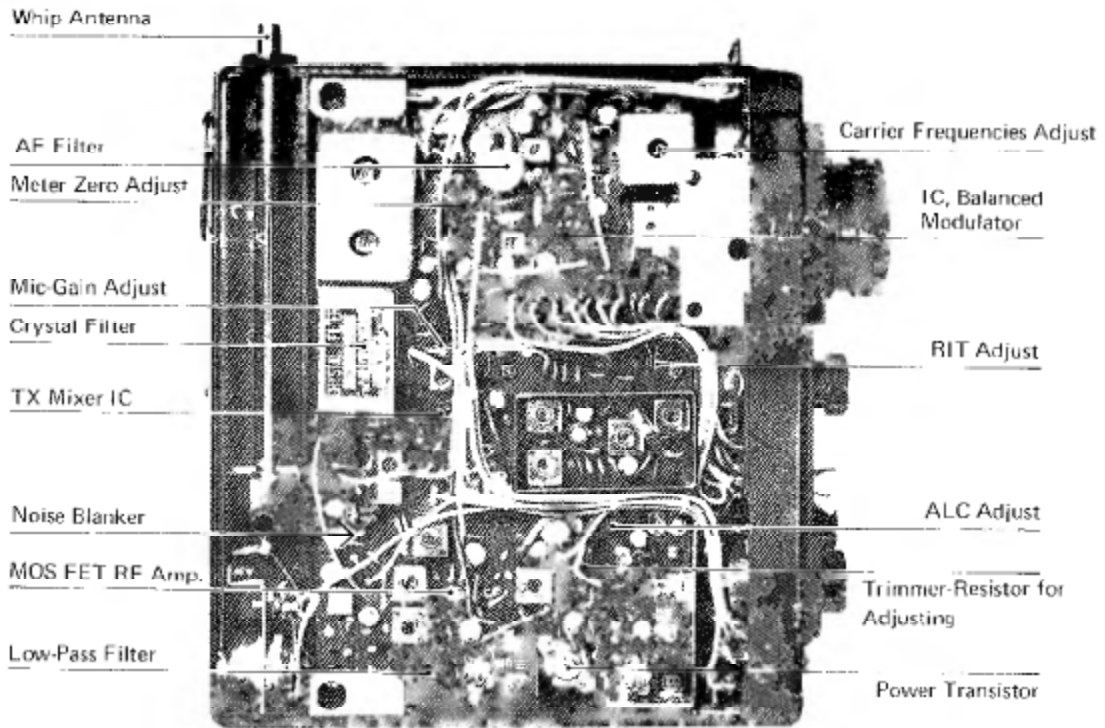 Whip Antenna
AF Filter
Meter Zero Adjust
Mic-Gain Adjust
Crystal Filter
TX Mixer IC
Noise Blanker
MOS FET RF Amp.
Low-Pass Filter
Carrier Frequencies Adjust
IC, Balanced
Modulator
RIT Adjust
ALC Adjust
Trimmer-Resistor for
Adjusting
Power Transistor